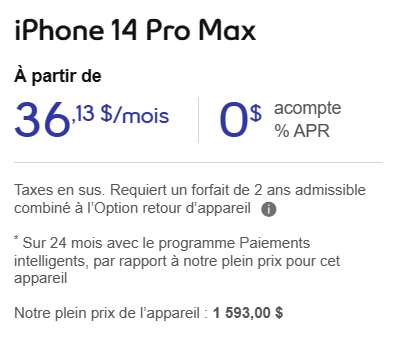 iPhone 14 Pro Max
À partir de
36,13 $/mois
0$ acompte
% APR
Taxes en sus. Requiert un forfait de 2 ans admissible
combiné à l'Option retour d'appareil i
* Sur 24 mois avec le programme Paiements
intelligents, par rapport à notre plein prix pour cet
appareil
Notre plein prix de l'appareil : 1 593,00 $